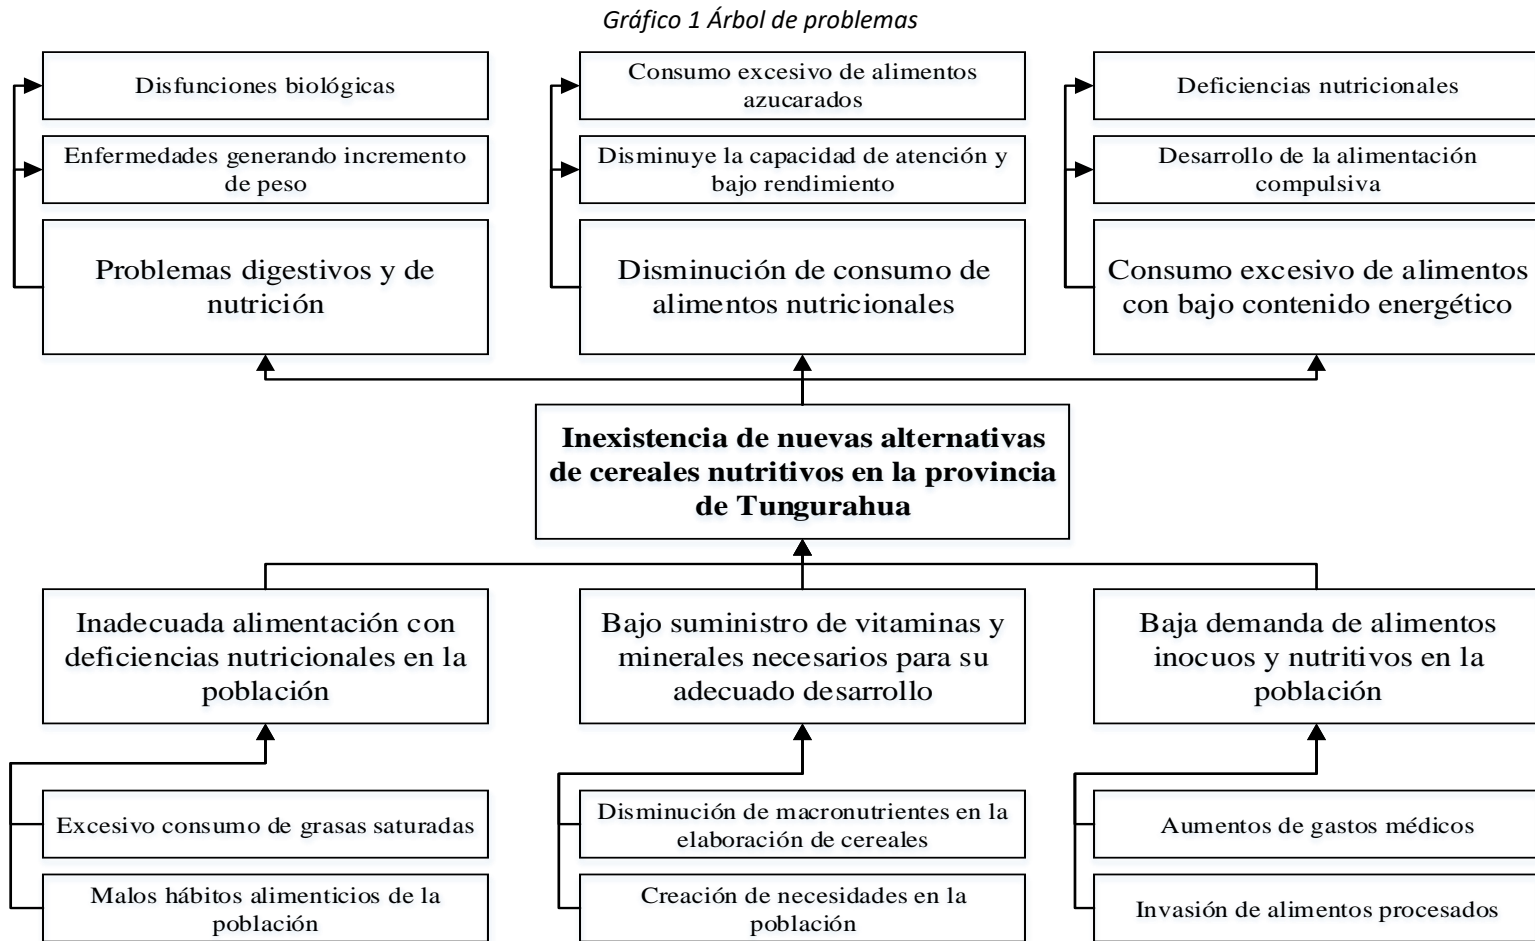 Gráfico 1 Árbol de problemas
Disfunciones biológicas
Consumo excesivo de alimentos
azucarados
Deficiencias nutricionales
Enfermedades generando incremento
de peso
Disminuye la capacidad de atención y
bajo rendimiento
Desarrollo de la alimentación
compulsiva
Problemas digestivos y de
nutrición
Disminución de consumo de
alimentos nutricionales
Consumo excesivo de alimentos
con bajo contenido energético
Inexistencia de nuevas alternativas
de cereales nutritivos en la provincia
de Tungurahua
Inadecuada alimentación con
deficiencias nutricionales en la
población
Bajo suministro de vitaminas y
minerales necesarios para su
adecuado desarrollo
Baja demanda de alimentos
inocuos y nutritivos en la
población
Excesivo consumo de grasas saturadas
Disminución de macronutrientes en la
elaboración de cereales
Aumentos de gastos médicos
Malos hábitos alimenticios de la
población
Creación de necesidades en la
población
Invasión de alimentos procesados